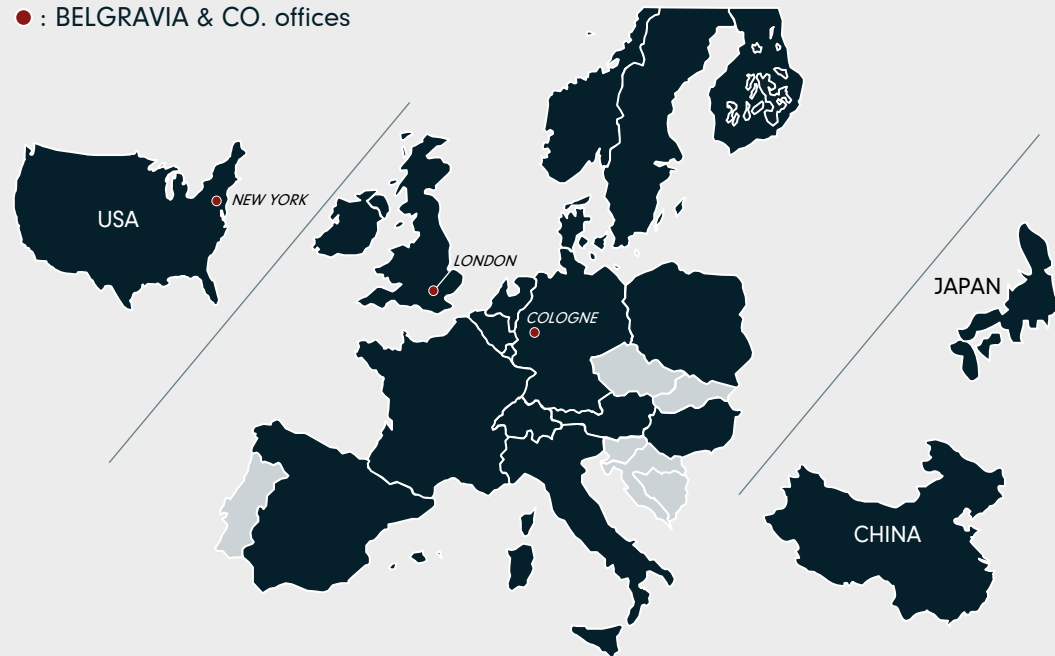 : BELGRAVIA & CO. offices
NEW YORK
USA
LONDON
JAPAN
COLOGNE
CHINA